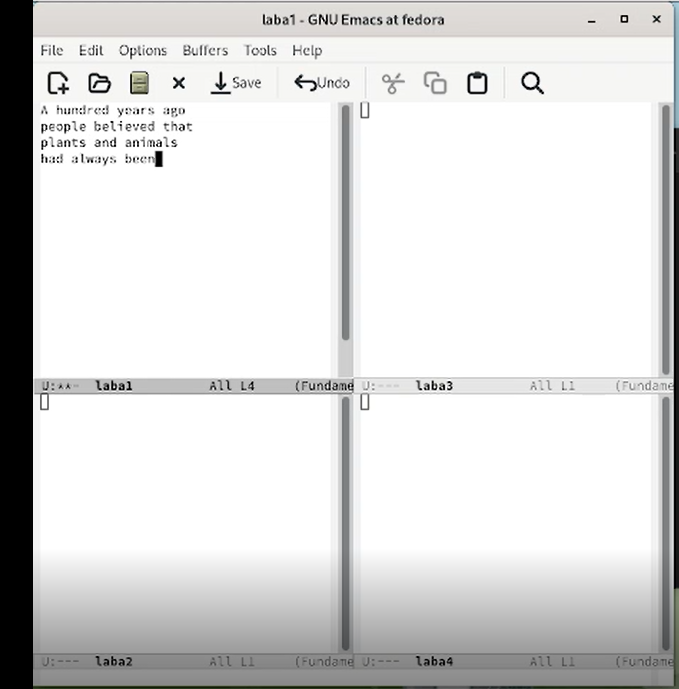 laba1 - GNU Emacs at fedora
File Edit Options Buffers Tools Help
Save Undo
A hundred years ago
people believed that
plants and animals
had always been
U:**- laba1 All L4 (Fundame
U:--- laba3 All L1 (Fundame
U:--- laba2 All L1 (Fundame
U:--- laba4 All L1 (Fundame